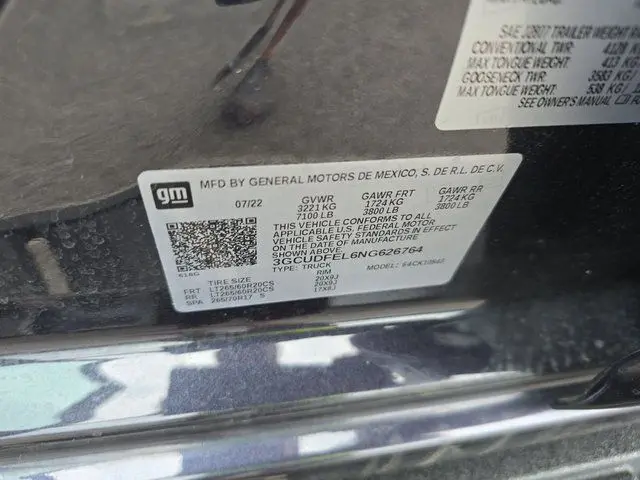 SAE J2807 TRAILER WEIGHT RA
CONVENTIONAL TWR: 4128 KG
MAX TONGUE WEIGHT: 413 KG
GOOSENECK TWR: 3583 KG
MAX TONGUE WEIGHT: 538 KG/
SEE OWNER'S MANUAL
gm
MFD BY GENERAL MOTORS DE MEXICO, S. DE R.L. DE C.V.
07/22 GVWR GAWR FRT GAWR RR
3221 KG 1724 KG 1724 KG
7100 LB 3800 LB 3800 LB
THIS VEHICLE CONFORMS TO ALL
APPLICABLE U.S. FEDERAL MOTOR
VEHICLE SAFETY STANDARDS IN EFFECT
ON THE DATE OF MANUFACTURE
SHOWN ABOVE.
3GCUDFEL6NG626764
TYPE: TRUCK MODEL:
618G
TIRE SIZE RIM
FRT LT265/60R20CS 20X9J
RR LT265/60R20CS 20X9J
SPA 265/70R17 S 17X8J